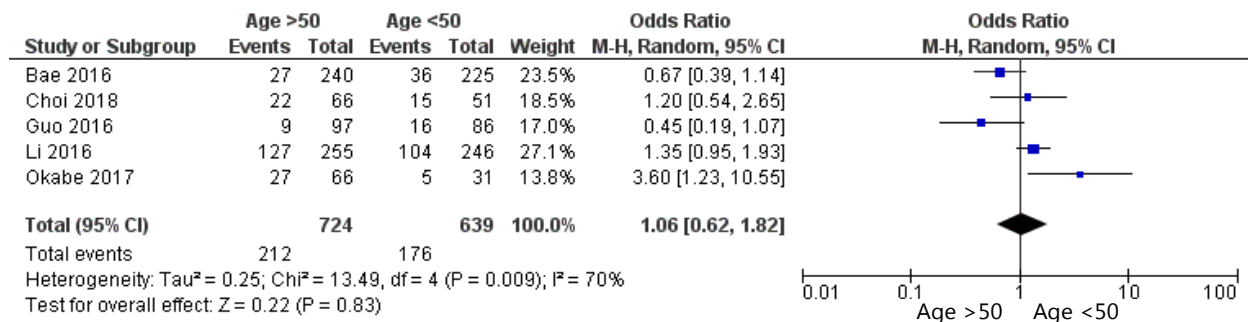 Age >50 Age <50 Odds Ratio Odds Ratio
Study or Subgroup Events Total Events Total Weight M-H, Random, 95% CI M-H, Random, 95% CI
Bae 2016 27 240 36 225 23.5% 0.67 [0.39, 1.14]
Choi 2018 22 66 15 51 18.5% 1.20 [0.54, 2.65]
Guo 2016 9 97 16 86 17.0% 0.45 [0.19, 1.07]
Li 2016 127 255 104 246 27.1% 1.35 [0.95, 1.93]
Okabe 2017 27 66 5 31 13.8% 3.60 [1.23, 10.55]
Total (95% CI) 724 639 100.0% 1.06 [0.62, 1.82]
Total events 212 176
Heterogeneity: Tau² = 0.25; Chi² = 13.49, df = 4 (P = 0.009); I² = 70%
Test for overall effect: Z = 0.22 (P = 0.83)
0.01 0.1 1 10 100
Age >50 Age <50